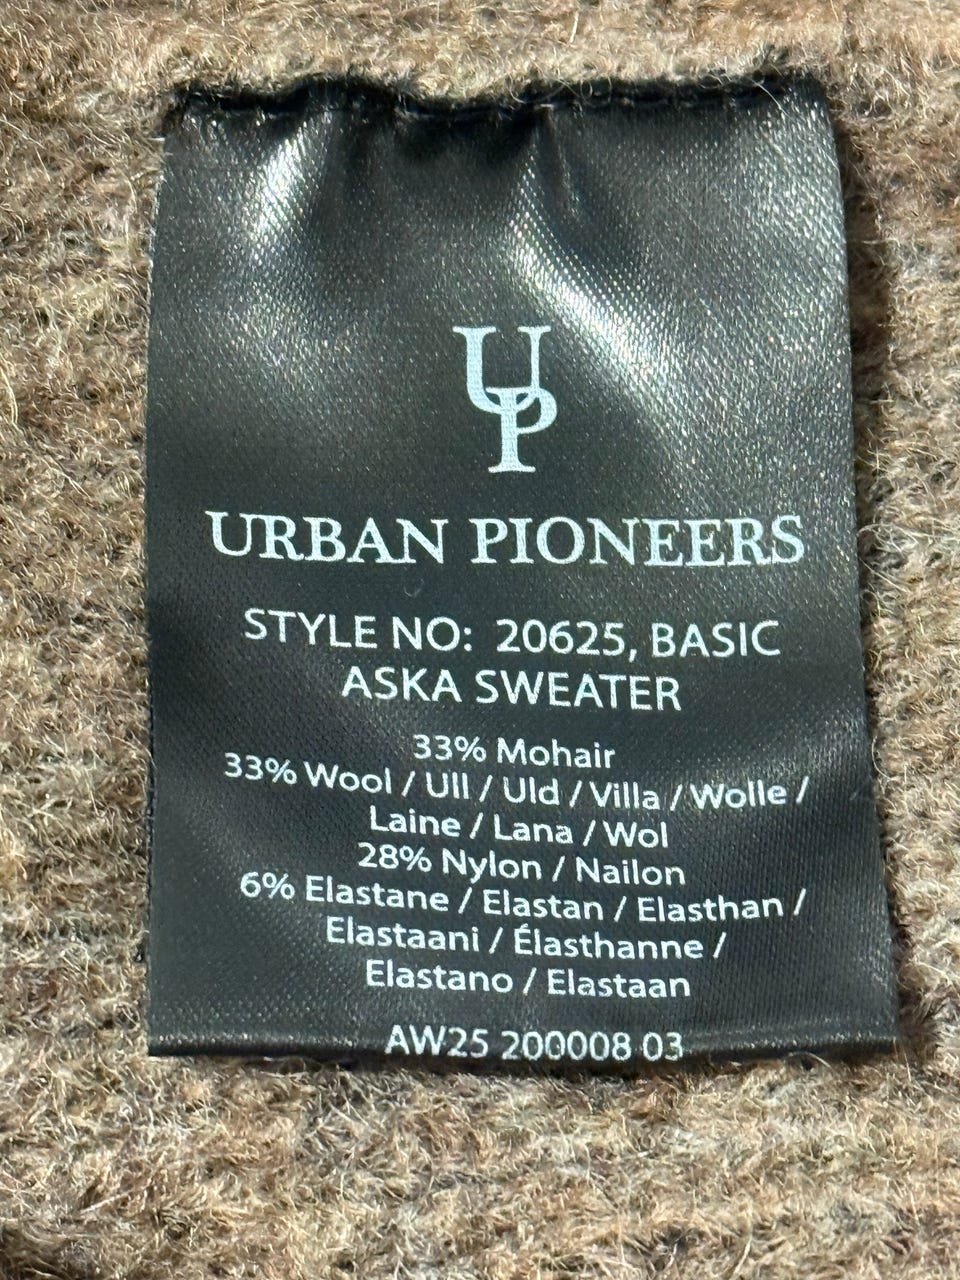 UP
URBAN PIONEERS
STYLE NO: 20625, BASIC
ASKA SWEATER
33% Mohair
33% Wool / Ull / Uld / Villa / Wolle /
Laine / Lana / Wol
28% Nylon / Nailon
6% Elastane / Elastan / Elasthan /
Elastaani / Élasthanne /
Elastano / Elastaan
AW25 200008 03